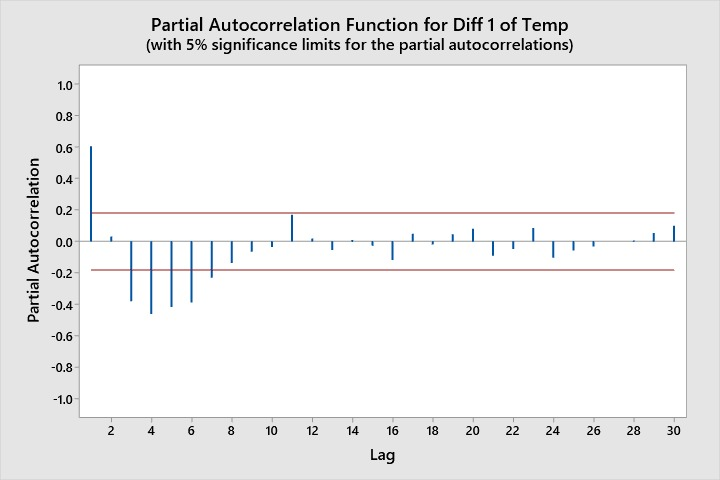 Partial Autocorrelation Function for Diff 1 of Temp
(with 5% significance limits for the partial autocorrelations)
Partial Autocorrelation
1.0
0.8
0.6
0.4
0.2
0.0
-0.2
-0.4
-0.6
-0.8
-1.0
2 4 6 8 10 12 14 16 18 20 22 24 26 28 30
Lag